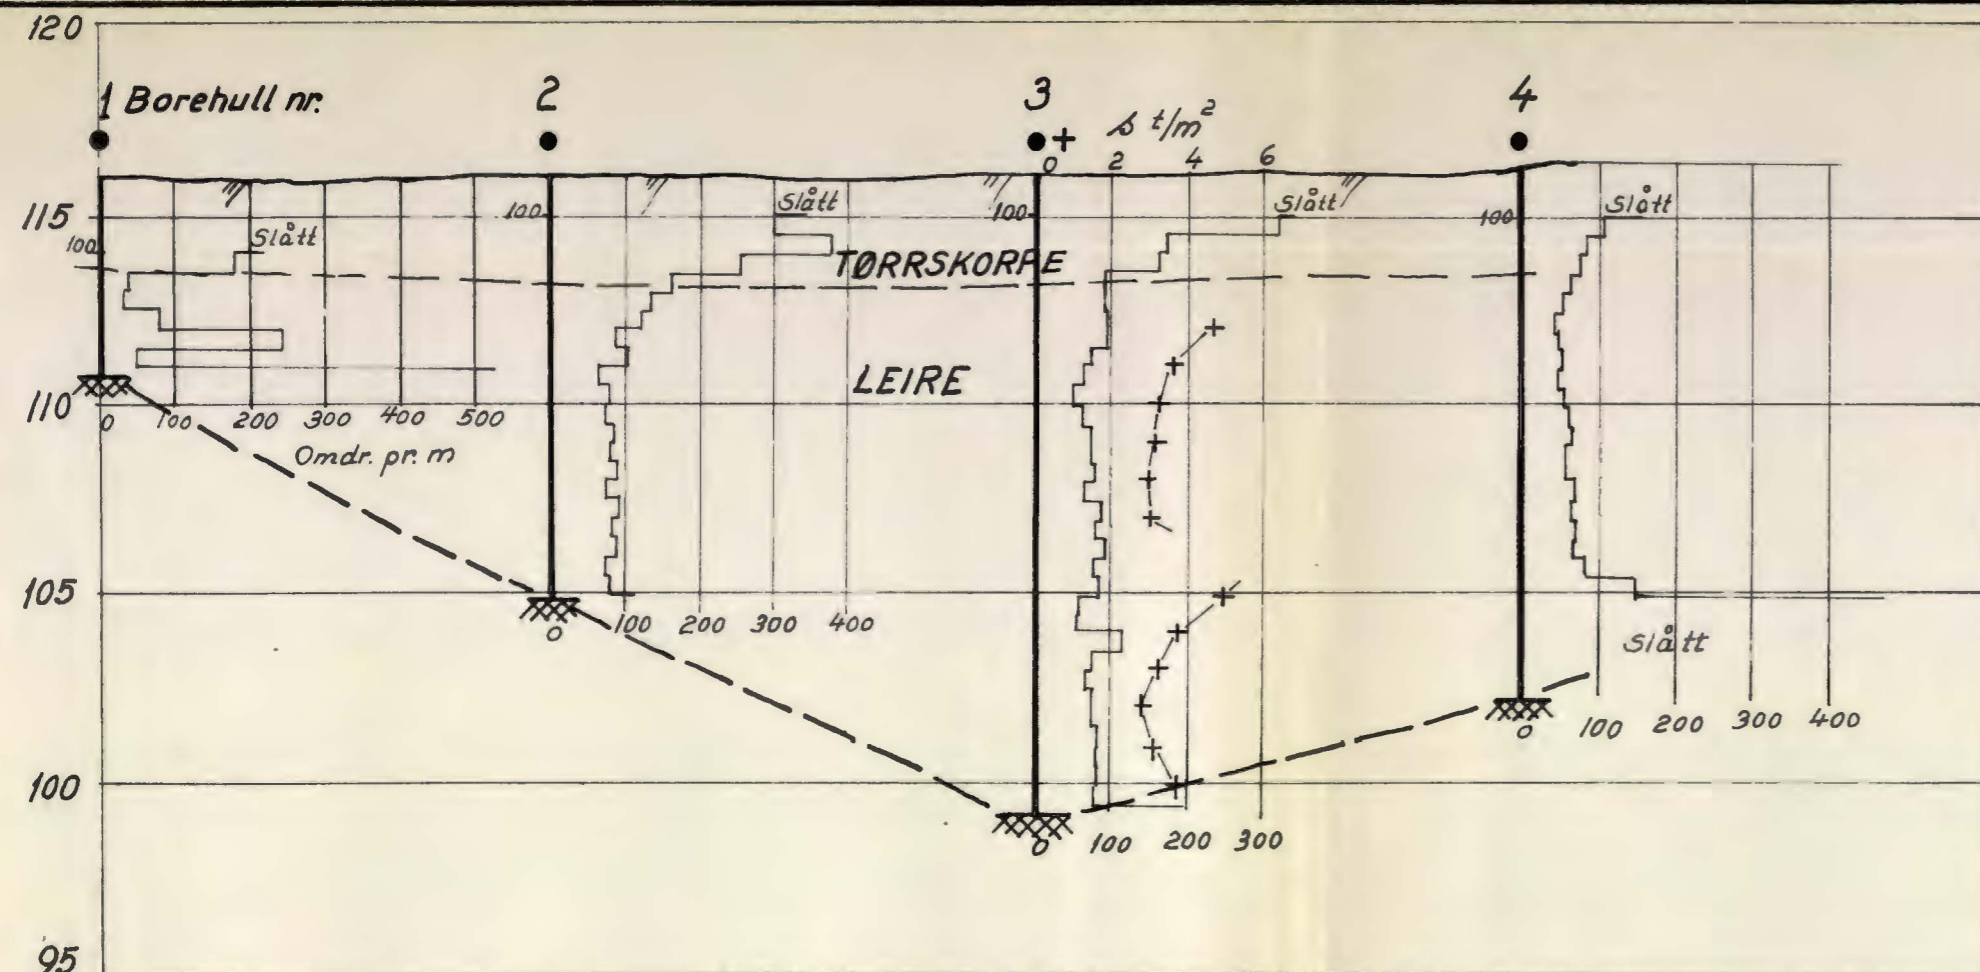 120
1 Borehull nr. 2 3 4
+ s t/m²
0 2 4 6
115 100 Slått 100 Slått 100 Slått
100 Slått
TØRRSKORPE
LEIRE
110
0 100 200 300 400 500
Omdr. pr. m
105
0 100 200 300 400
Slått
0 100 200 300 400
100
0 100 200 300
95